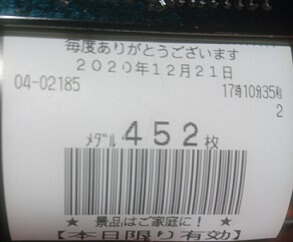 毎度ありがとうございます
2020年12月21日
04-02185 17時10分35秒
2
ﾒﾀﾞﾙ 452枚
★ 景品はご家庭に! ★
【本日限り有効】